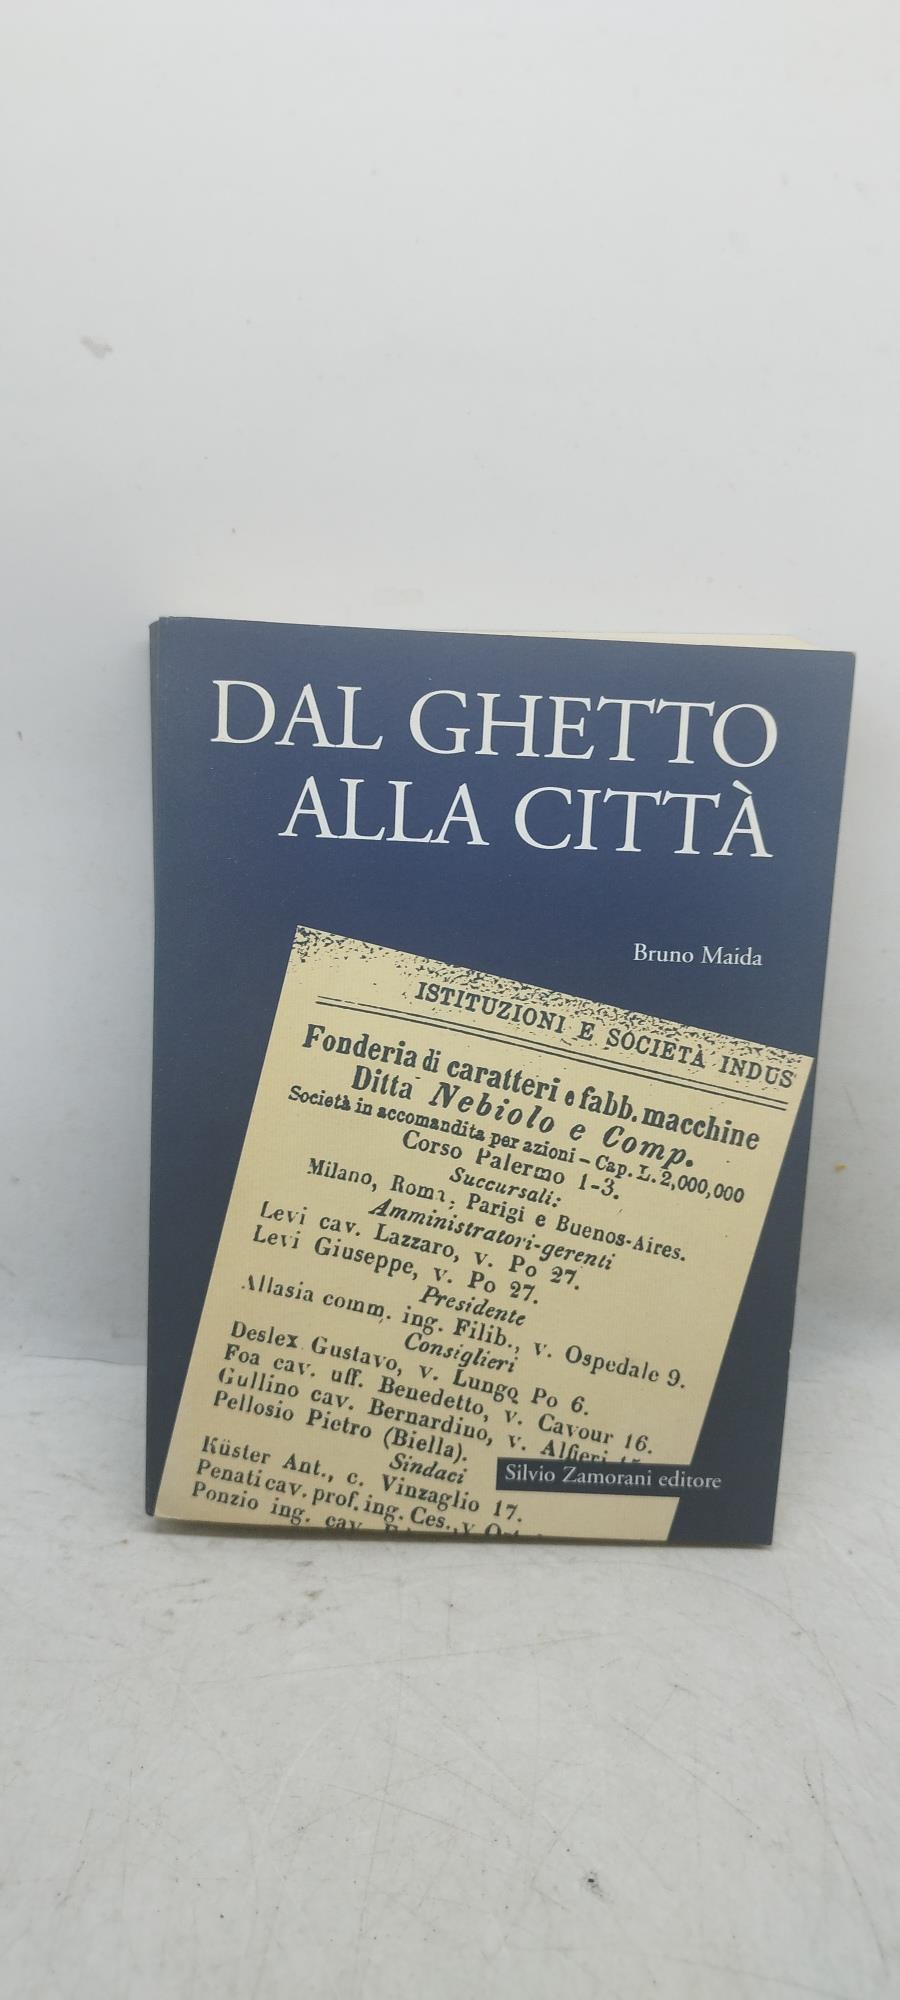 DAL GHETTO
ALLA CITTÀ
Bruno Maida
ISTITUZIONI E SOCIETÀ INDUS
Fonderia di caratteri e fabb. macchine
Ditta Nebiolo e Comp.
Società in accomandita per azioni – Cap. L. 2,000,000
Corso Palermo 1-3.
Succursali:
Milano, Roma, Parigi e Buenos-Aires.
Amministratori-gerenti
Levi cav. Lazzaro, v. Po 27.
Levi Giuseppe, v. Po 27.
Presidente
Allasia comm. ing. Filib., v. Ospedale 9.
Consiglieri
Deslex Gustavo, v. Lungo Po 6.
Foa cav. uff. Benedetto, v. Cavour 16.
Gullino cav. Bernardino, v. Alfieri
Pellosio Pietro (Biella).
Sindaci
Küster Ant., c. Vinzaglio 17.
Penati cav. prof. ing. Ces., v.
Ponzio ing. cav.
Silvio Zamorani editore